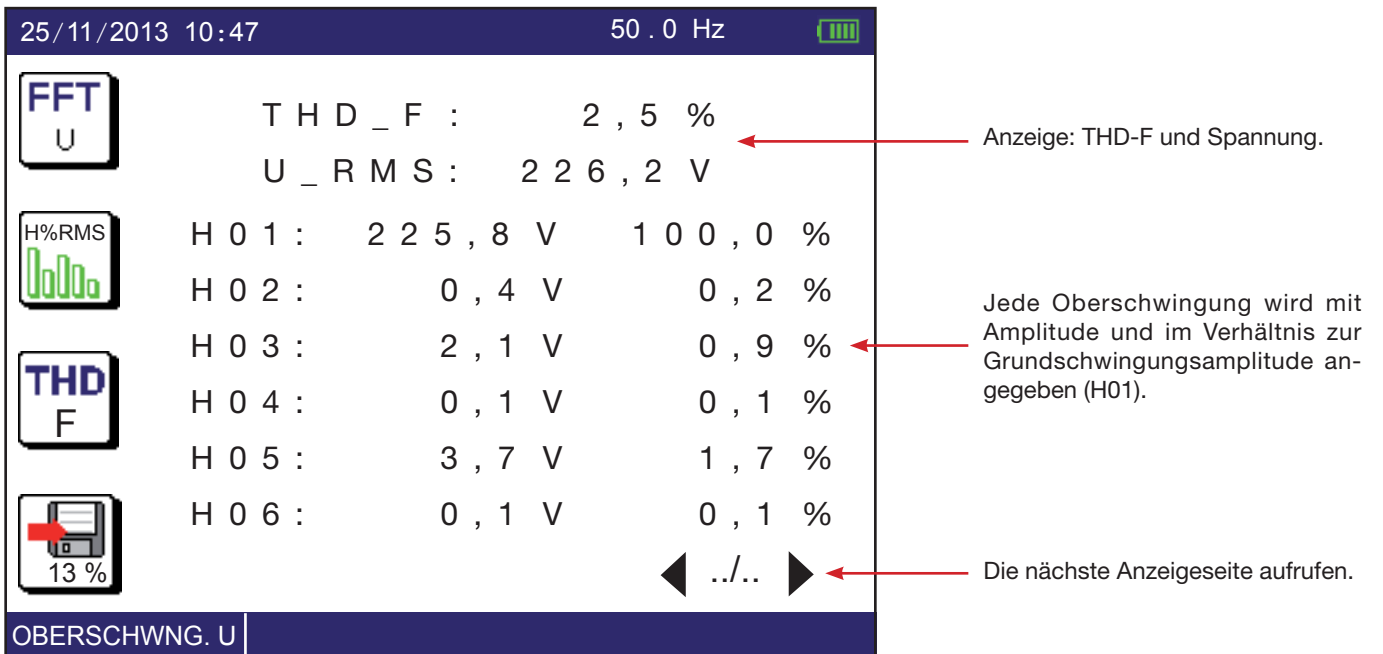 25/11/2013 10:47 50.0 Hz
FFT
U
THD_F: 2,5 %
U_RMS: 226,2 V
Anzeige: THD-F und Spannung.
H%RMS
H01: 225,8 V 100,0 %
H02: 0,4 V 0,2 %
H03: 2,1 V 0,9 %
H04: 0,1 V 0,1 %
H05: 3,7 V 1,7 %
H06: 0,1 V 0,1 %
Jede Oberschwingung wird mit
Amplitude und im Verhältnis zur
Grundschwingungsamplitude an-
gegeben (H01).
THD
F
13 %
../..
Die nächste Anzeigeseite aufrufen.
OBERSCHWNG. U